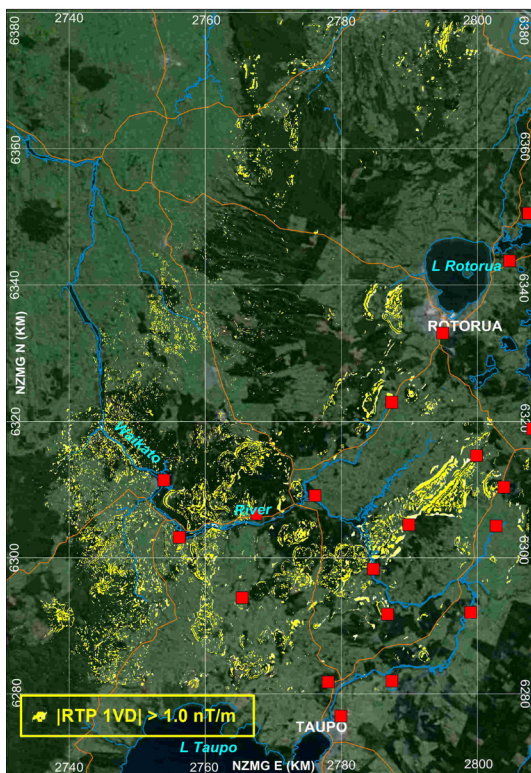 2740
2760
2780
2800
6380
6380
6360
6360
L Rotorua
6340
6340
NZMG N (KM)
ROTORUA
6320
6320
Waikato
River
6300
6300
6280
6280
|RTP 1VD| > 1.0 nT/m
TAUPO
L Taupo
2740
2760
NZMG E (KM)
2780
2800